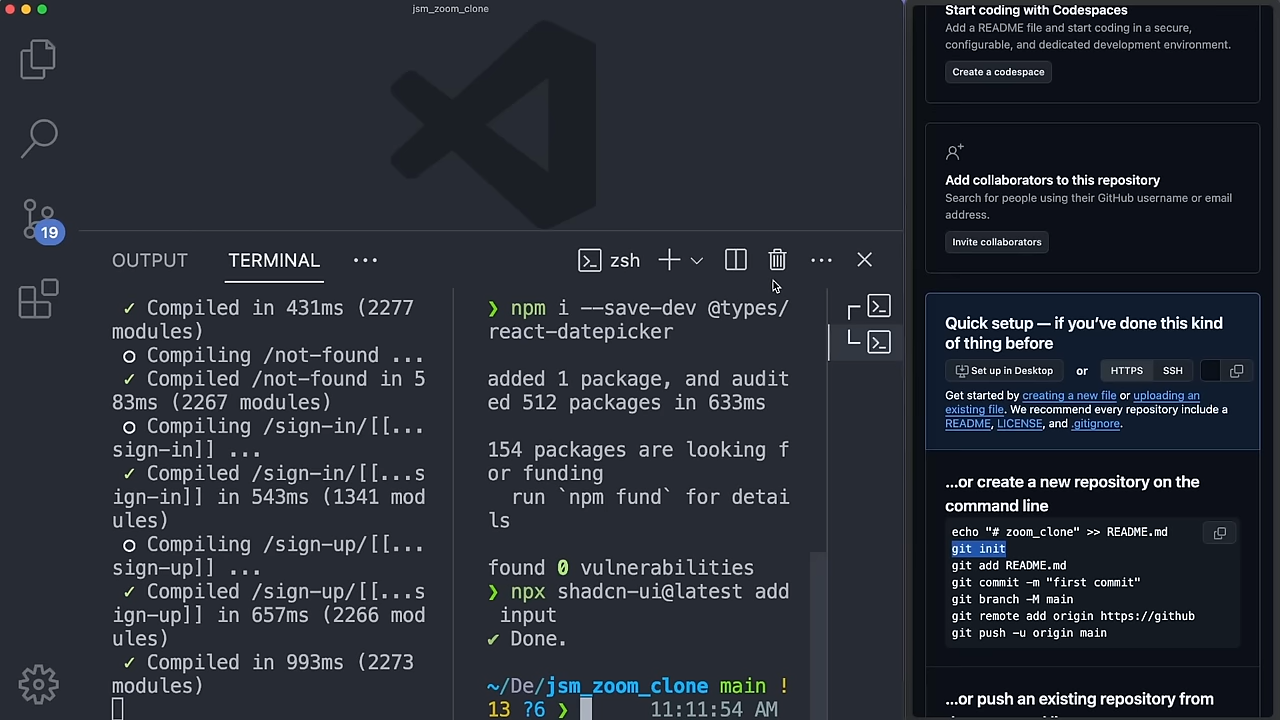 jsm_zoom_clone
19
OUTPUT
TERMINAL
zsh
✓ Compiled in 431ms (2277
modules)
○ Compiling /not-found ...
✓ Compiled /not-found in 5
83ms (2267 modules)
○ Compiling /sign-in/[[...
sign-in]] ...
✓ Compiled /sign-in/[[...s
ign-in]] in 543ms (1341 mod
ules)
○ Compiling /sign-up/[[...
sign-up]] ...
✓ Compiled /sign-up/[[...s
ign-up]] in 657ms (2266 mod
ules)
✓ Compiled in 993ms (2273
modules)
❯ npm i --save-dev @types/
react-datepicker
added 1 package, and audit
ed 512 packages in 633ms
154 packages are looking f
or funding
run `npm fund` for detai
ls
found 0 vulnerabilities
❯ npx shadcn-ui@latest add
input
✔ Done.
~/De/jsm_zoom_clone main !
13 ?6 ❯ 11:11:54 AM
Start coding with Codespaces
Add a README file and start coding in a secure,
configurable, and dedicated development environment.
Create a codespace
Add collaborators to this repository
Search for people using their GitHub username or email
address.
Invite collaborators
Quick setup — if you've done this kind
of thing before
Set up in Desktop or HTTPS SSH
Get started by creating a new file or uploading an
existing file. We recommend every repository include a
README, LICENSE, and .gitignore.
...or create a new repository on the
command line
echo "# zoom_clone" >> README.md
git init
git add README.md
git commit -m "first commit"
git branch -M main
git remote add origin https://github
git push -u origin main
...or push an existing repository from